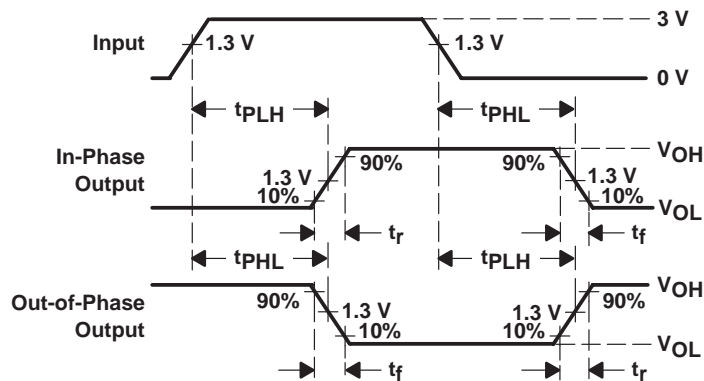 3 V
Input
1.3 V
1.3 V
0 V
tPLH
tPHL
In-Phase
Output
VOH
90%
90%
1.3 V
1.3 V
10%
10%
VOL
tr
tf
tPHL
tPLH
Out-of-Phase
Output
VOH
90%
90%
1.3 V
1.3 V
10%
10%
VOL
tf
tr